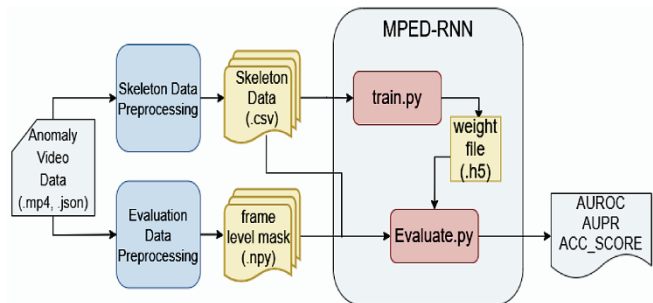 MPED-RNN
Skeleton Data
Preprocessing
Skeleton
Data
(.csv)
train.py
Anomaly
Video
Data
(.mp4, .json)
weight
file
(.h5)
Evaluation
Data
Preprocessing
frame
level mask
(.npy)
Evaluate.py
AUROC
AUPR
ACC_SCORE